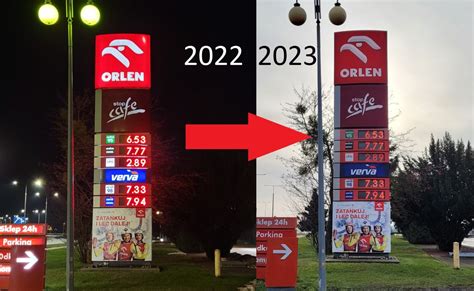 2022 2023
ORLEN
stop
cafe
6.53
7.77
2.89
verva
7.33
7.94
ZATANKUJ
I LEĆ DALEJ
Sklep 24h
Parking
ORLEN
stop
cafe
6.53
7.77
2.89
verva
7.33
7.94
ZATANKUJ
I LEĆ DALEJ
Sklep 24h
Parkina